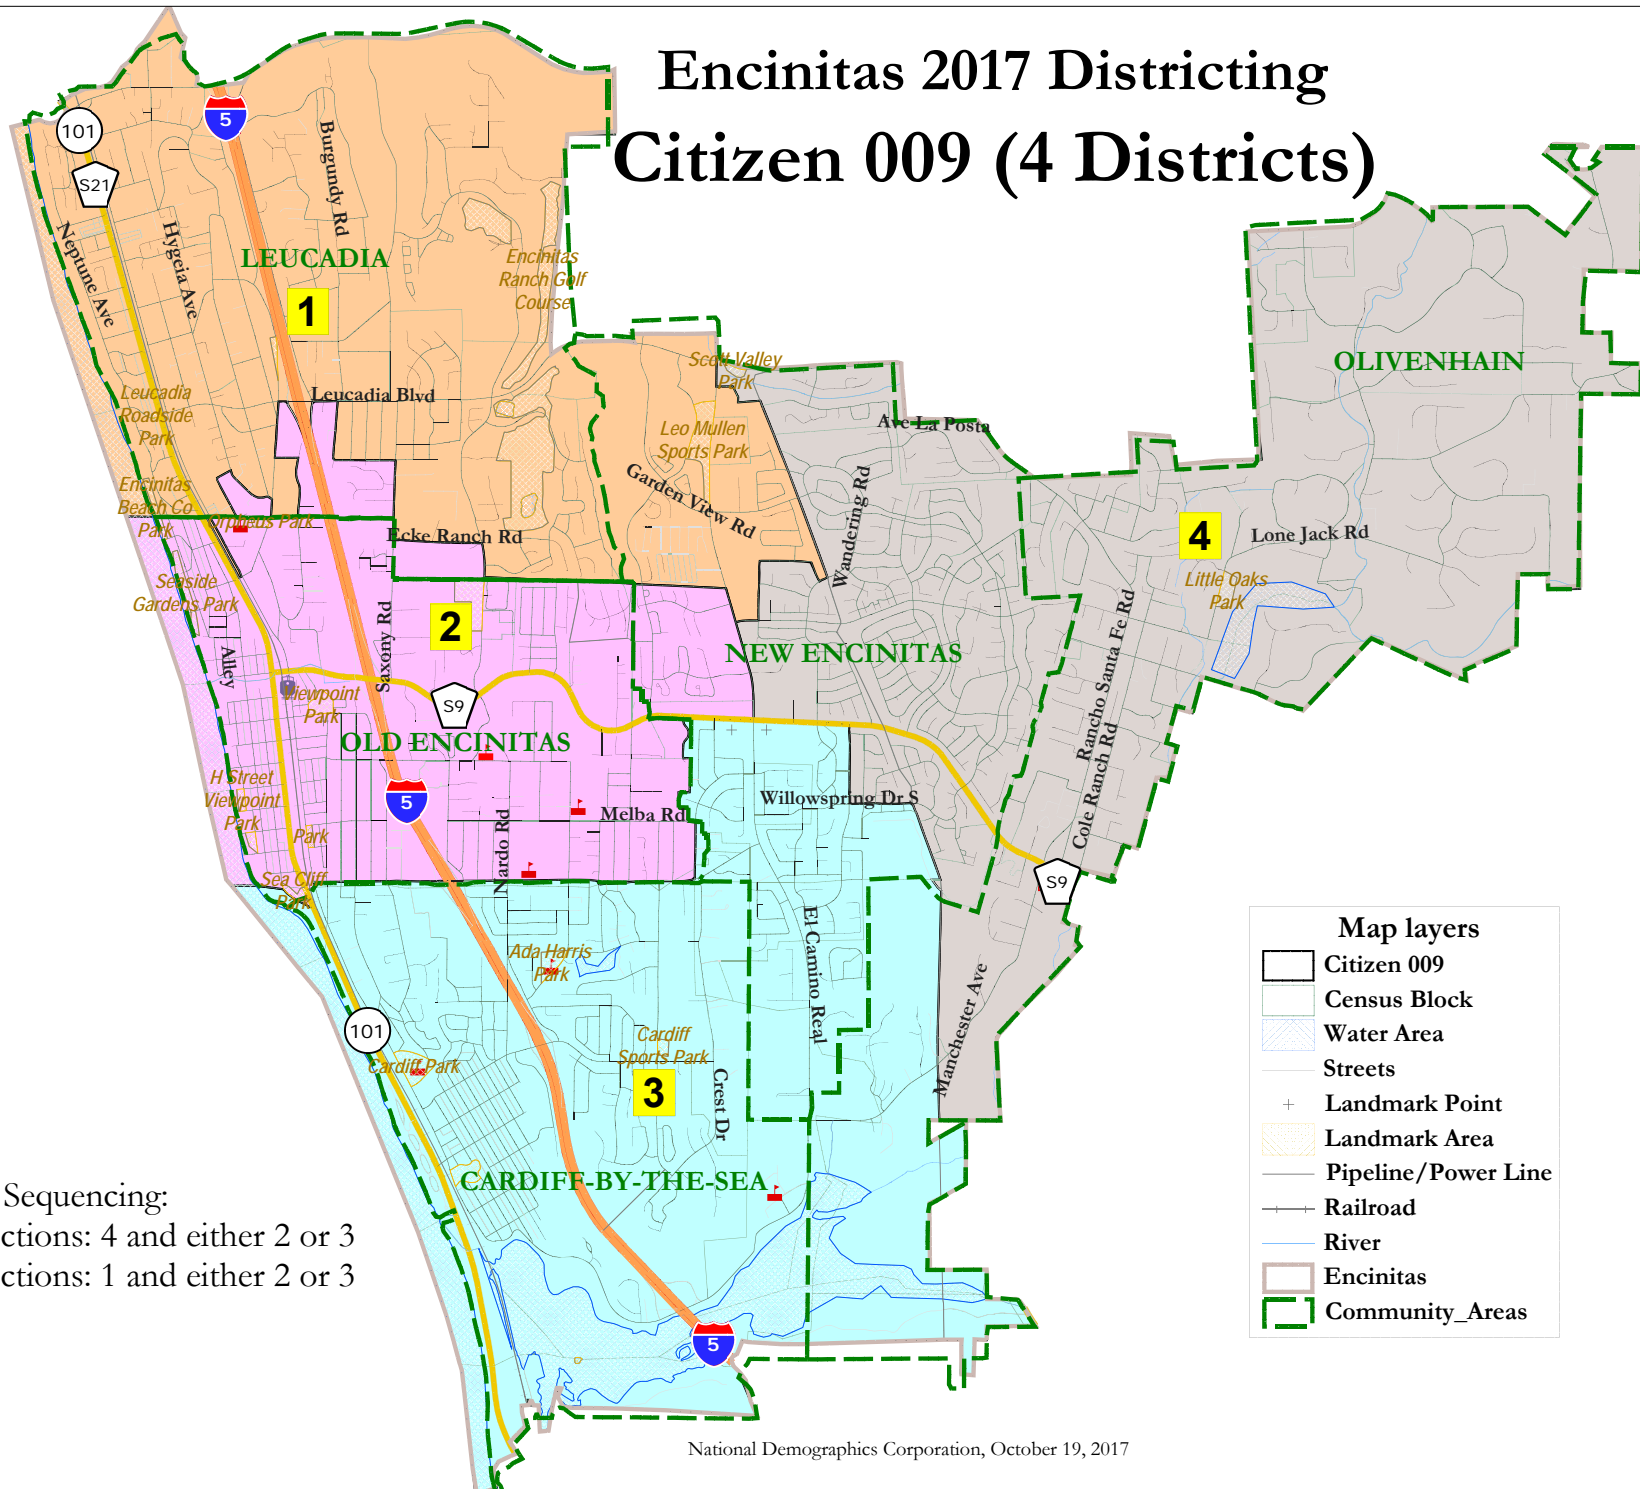 Encinitas 2017 Districting
Citizen 009 (4 Districts)
101
S21
5
Burgundy Rd
Neptune Ave
Hygeia Ave
LEUCADIA
1
Encinitas
Ranch Golf
Course
Leucadia Blvd
Leucadia
Roadside
Park
Scott Valley
Park
Leo Mullen
Sports Park
Garden View Rd
Ave La Posta
Wandering Rd
OLIVENHAIN
4
Lone Jack Rd
Little Oaks
Park
Encinitas
Beach Co
Park
Orpheus Park
Ecke Ranch Rd
Seaside
Gardens Park
Saxony Rd
2
Alley
Viewpoint
Park
S9
NEW ENCINITAS
Rancho Santa Fe Rd
Cole Ranch Rd
OLD ENCINITAS
H Street
Viewpoint
Park
Park
5
Nardo Rd
Melba Rd
Willowspring Dr S
S9
Sea Cliff
Park
Ada Harris
Park
El Camino Real
Manchester Ave
101
Cardiff Park
Cardiff
Sports Park
3
Crest Dr
CARDIFF-BY-THE-SEA
5
Sequencing:
ctions: 4 and either 2 or 3
ctions: 1 and either 2 or 3
Map layers
Citizen 009
Census Block
Water Area
Streets
Landmark Point
Landmark Area
Pipeline/Power Line
Railroad
River
Encinitas
Community_Areas
National Demographics Corporation, October 19, 2017